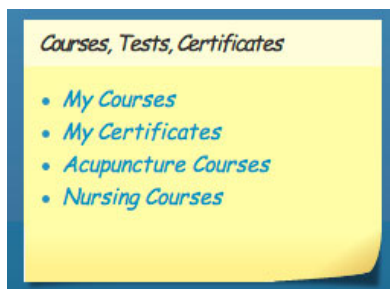 Courses, Tests, Certificates
My Courses
My Certificates
Acupuncture Courses
Nursing Courses